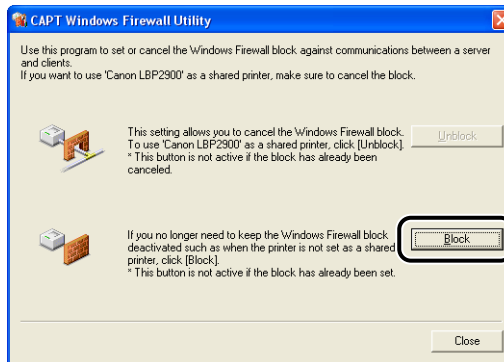 CAPT Windows Firewall Utility
Use this program to set or cancel the Windows Firewall block against communications between a server
and clients.
If you want to use 'Canon LBP2900' as a shared printer, make sure to cancel the block.
This setting allows you to cancel the Windows Firewall block.
To use 'Canon LBP2900' as a shared printer, click [Unblock].
* This button is not active if the block has already been
canceled.
Unblock
If you no longer need to keep the Windows Firewall block
deactivated such as when the printer is not set as a shared
printer, click [Block].
* This button is not active if the block has already been set.
Block
Close